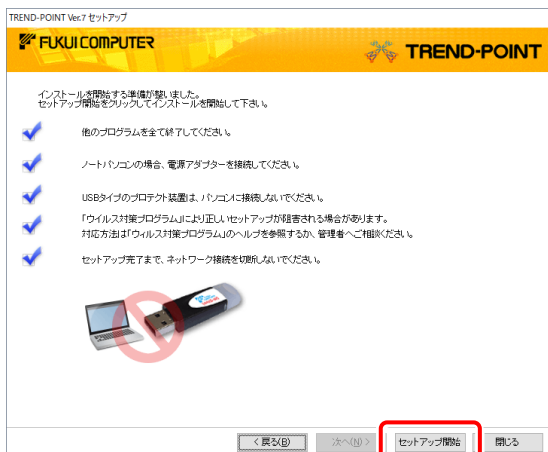 TREND-POINT Ver.7 セットアップ
FUKUI COMPUTER
TREND-POINT
インストールを開始する準備が整いました。
セットアップ開始をクリックしてインストールを開始して下さい。
他のプログラムを全て終了してください。
ノートパソコンの場合、電源アダプターを接続してください。
USBタイプのプロテクト装置は、パソコンに接続しないでください。
「ウイルス対策プログラム」により正しいセットアップが阻害される場合があります。
対応方法は「ウィルス対策プログラム」のヘルプを参照するか、管理者へご相談ください。
セットアップ完了まで、ネットワーク接続を切断しないでください。
< 戻る(B) 次へ(N) > セットアップ開始 閉じる